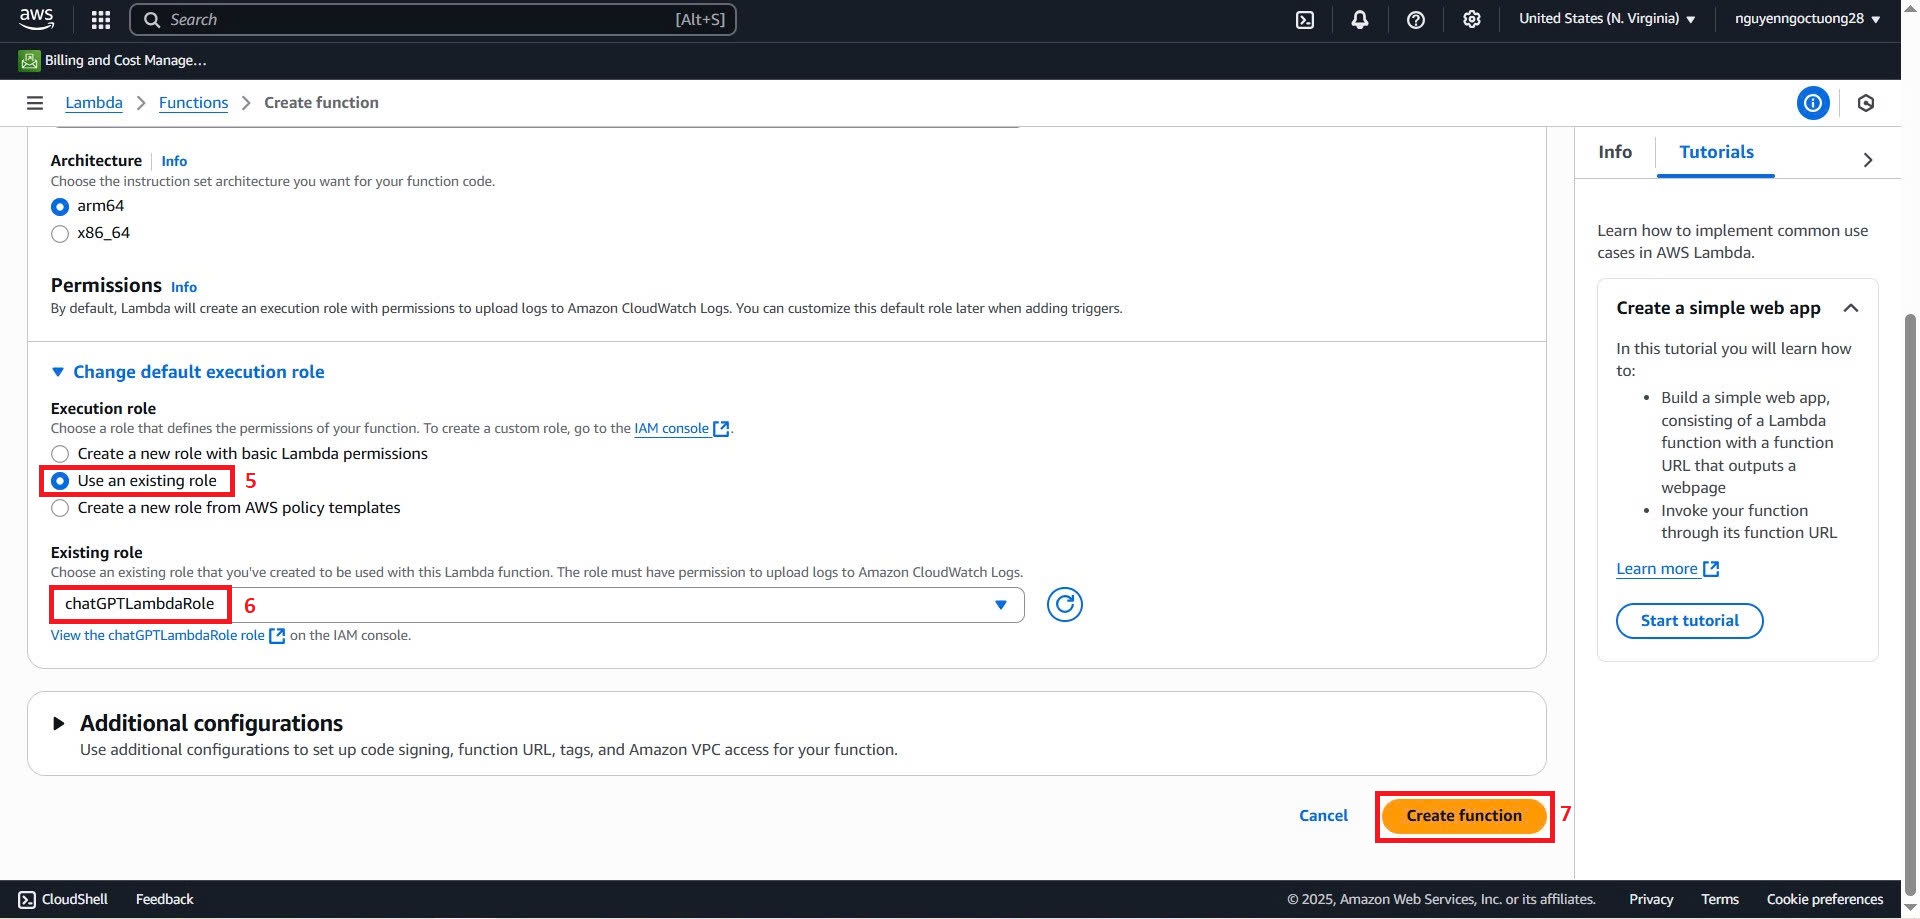 aws
Search [Alt+S]
United States (N. Virginia) ▼
nguyenngoctuong28 ▼
Billing and Cost Manage…
Lambda > Functions > Create function
Architecture | Info
Choose the instruction set architecture you want for your function code.
arm64
x86_64
Permissions Info
By default, Lambda will create an execution role with permissions to upload logs to Amazon CloudWatch Logs. You can customize this default role later when adding triggers.
▼ Change default execution role
Execution role
Choose a role that defines the permissions of your function. To create a custom role, go to the IAM console.
Create a new role with basic Lambda permissions
Use an existing role 5
Create a new role from AWS policy templates
Existing role
Choose an existing role that you've created to be used with this Lambda function. The role must have permission to upload logs to Amazon CloudWatch Logs.
chatGPTLambdaRole 6
View the chatGPTLambdaRole role on the IAM console.
Additional configurations
Use additional configurations to set up code signing, function URL, tags, and Amazon VPC access for your function.
Cancel
Create function 7
Info
Tutorials
Learn how to implement common use
cases in AWS Lambda.
Create a simple web app
In this tutorial you will learn how
to:
• Build a simple web app,
consisting of a Lambda
function with a function
URL that outputs a
webpage
• Invoke your function
through its function URL
Learn more
Start tutorial
CloudShell Feedback
© 2025, Amazon Web Services, Inc. or its affiliates. Privacy Terms Cookie preferences